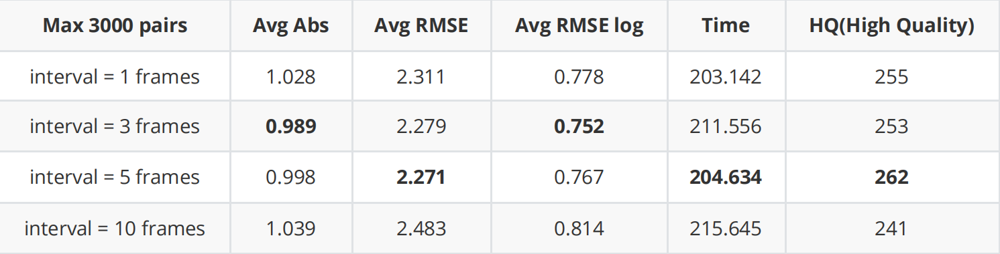 Max 3000 pairs Avg Abs Avg RMSE Avg RMSE log Time HQ(High Quality)
interval = 1 frames 1.028 2.311 0.778 203.142 255
interval = 3 frames 0.989 2.279 0.752 211.556 253
interval = 5 frames 0.998 2.271 0.767 204.634 262
interval = 10 frames 1.039 2.483 0.814 215.645 241